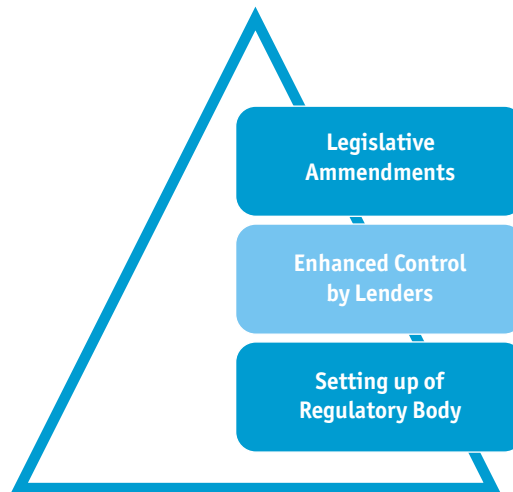 Legislative
Ammendments
Enhanced Control
by Lenders
Setting up of
Regulatory Body